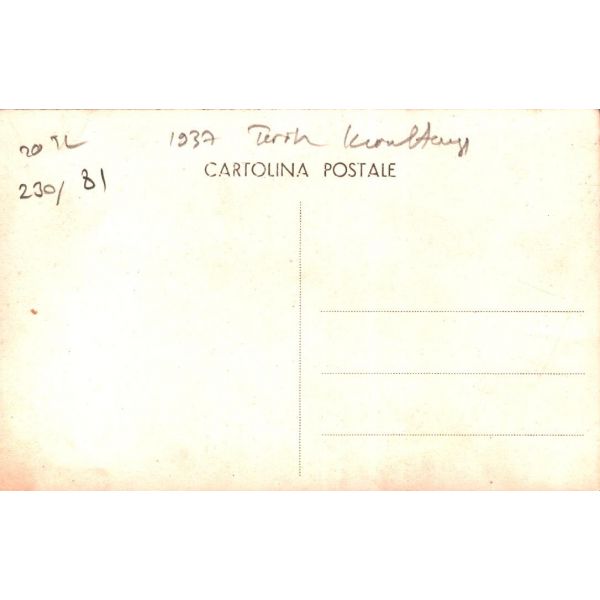 20 TL 1937
CARTOLINA POSTALE
230/ 81